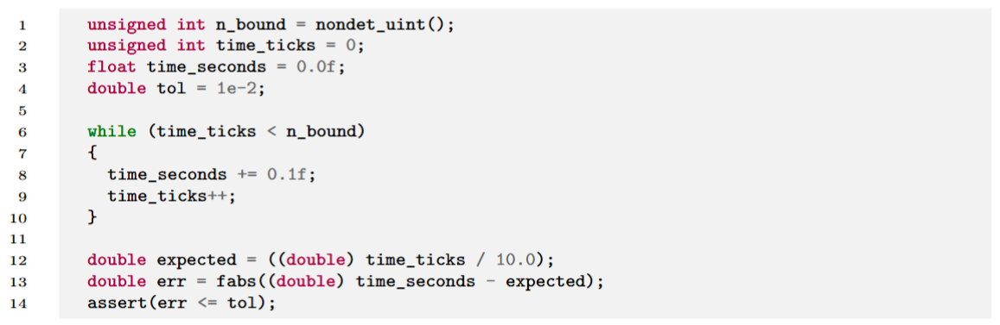 1 unsigned int n_bound = nondet_uint();
2 unsigned int time_ticks = 0;
3 float time_seconds = 0.0f;
4 double tol = 1e-2;
5
6 while (time_ticks < n_bound)
7 {
8 time_seconds += 0.1f;
9 time_ticks++;
10 }
11
12 double expected = ((double) time_ticks / 10.0);
13 double err = fabs((double) time_seconds - expected);
14 assert(err <= tol);